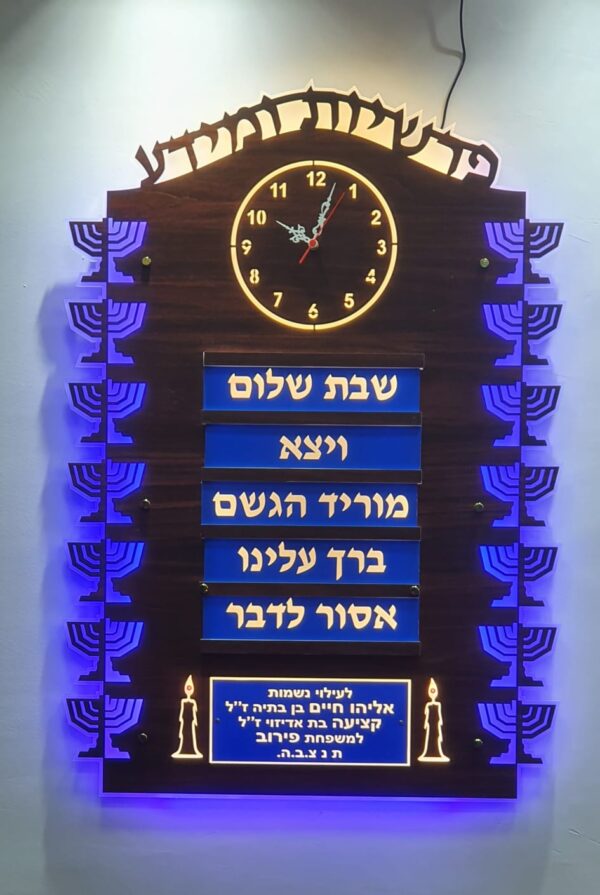 פרשיות ומידע
12
1
2
3
4
5
6
7
8
9
10
11
שבת שלום
ויצא
מוריד הגשם
ברך עלינו
אסור לדבר
לעילוי נשמות
אליהו חיים בן בתיה ז"ל
קציעה בת אדיזוי ז"ל
למשפחת פירוב
ת נ צ.ב.ה.